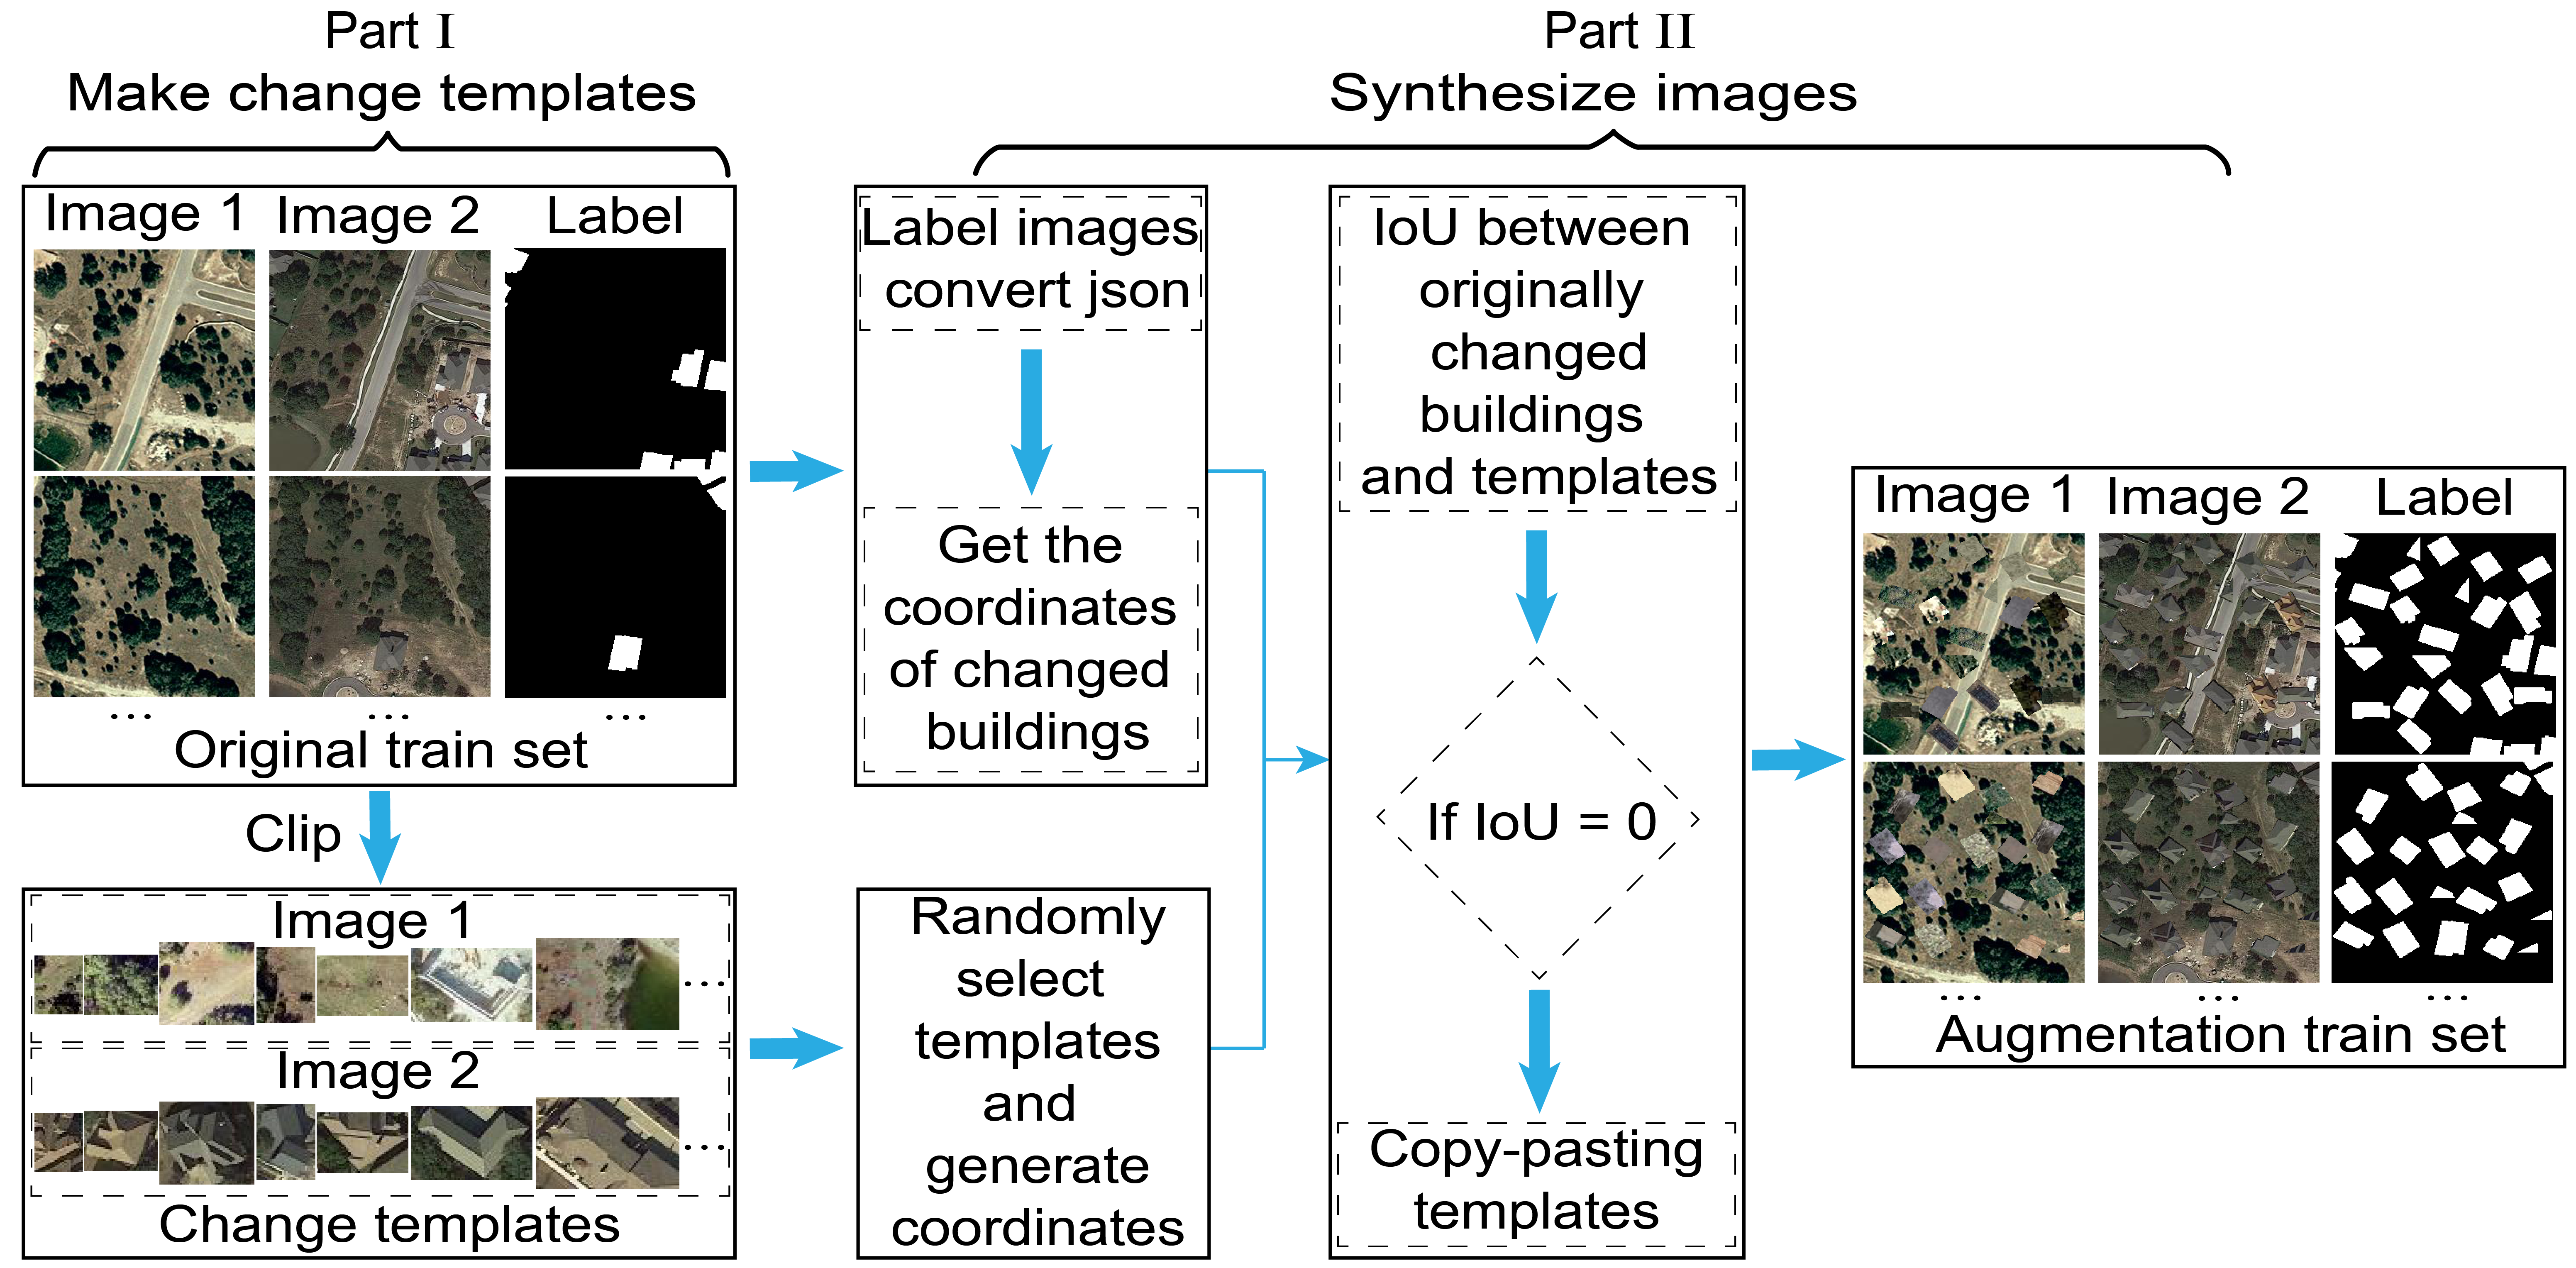 Part I
Make change templates
Part II
Synthesize images
Image 1
Image 2
Label
...
...
...
Original train set
Clip
Image 1
...
Image 2
...
Change templates
Label images
convert json
Get the
coordinates
of changed
buildings
Randomly
select
templates
and
generate
coordinates
IoU between
originally
changed
buildings
and templates
If IoU = 0
Copy-pasting
templates
Image 1
Image 2
Label
...
...
...
Augmentation train set